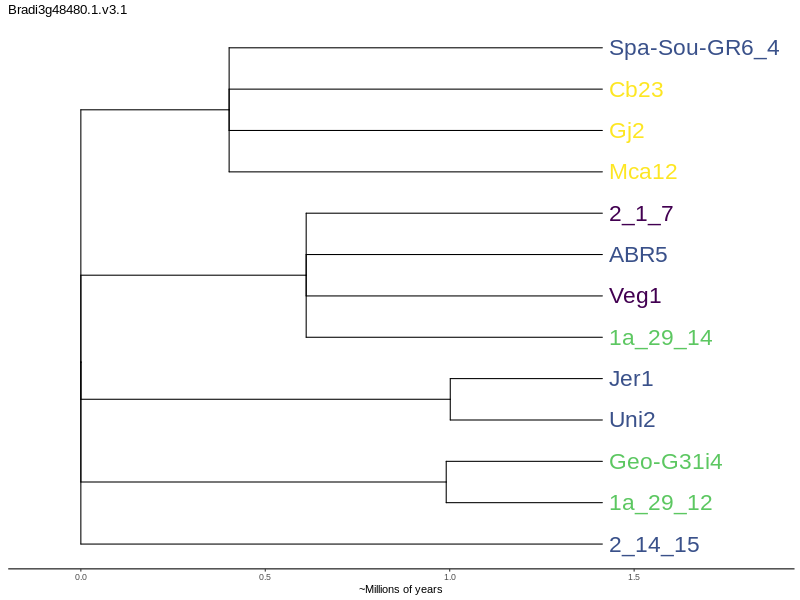 Bradi3g48480.1.v3.1
Spa-Sou-GR6_4
Cb23
Gj2
Mca12
2_1_7
ABR5
Veg1
1a_29_14
Jer1
Uni2
Geo-G31i4
1a_29_12
2_14_15
0.0 0.5 1.0 1.5
~Millions of years